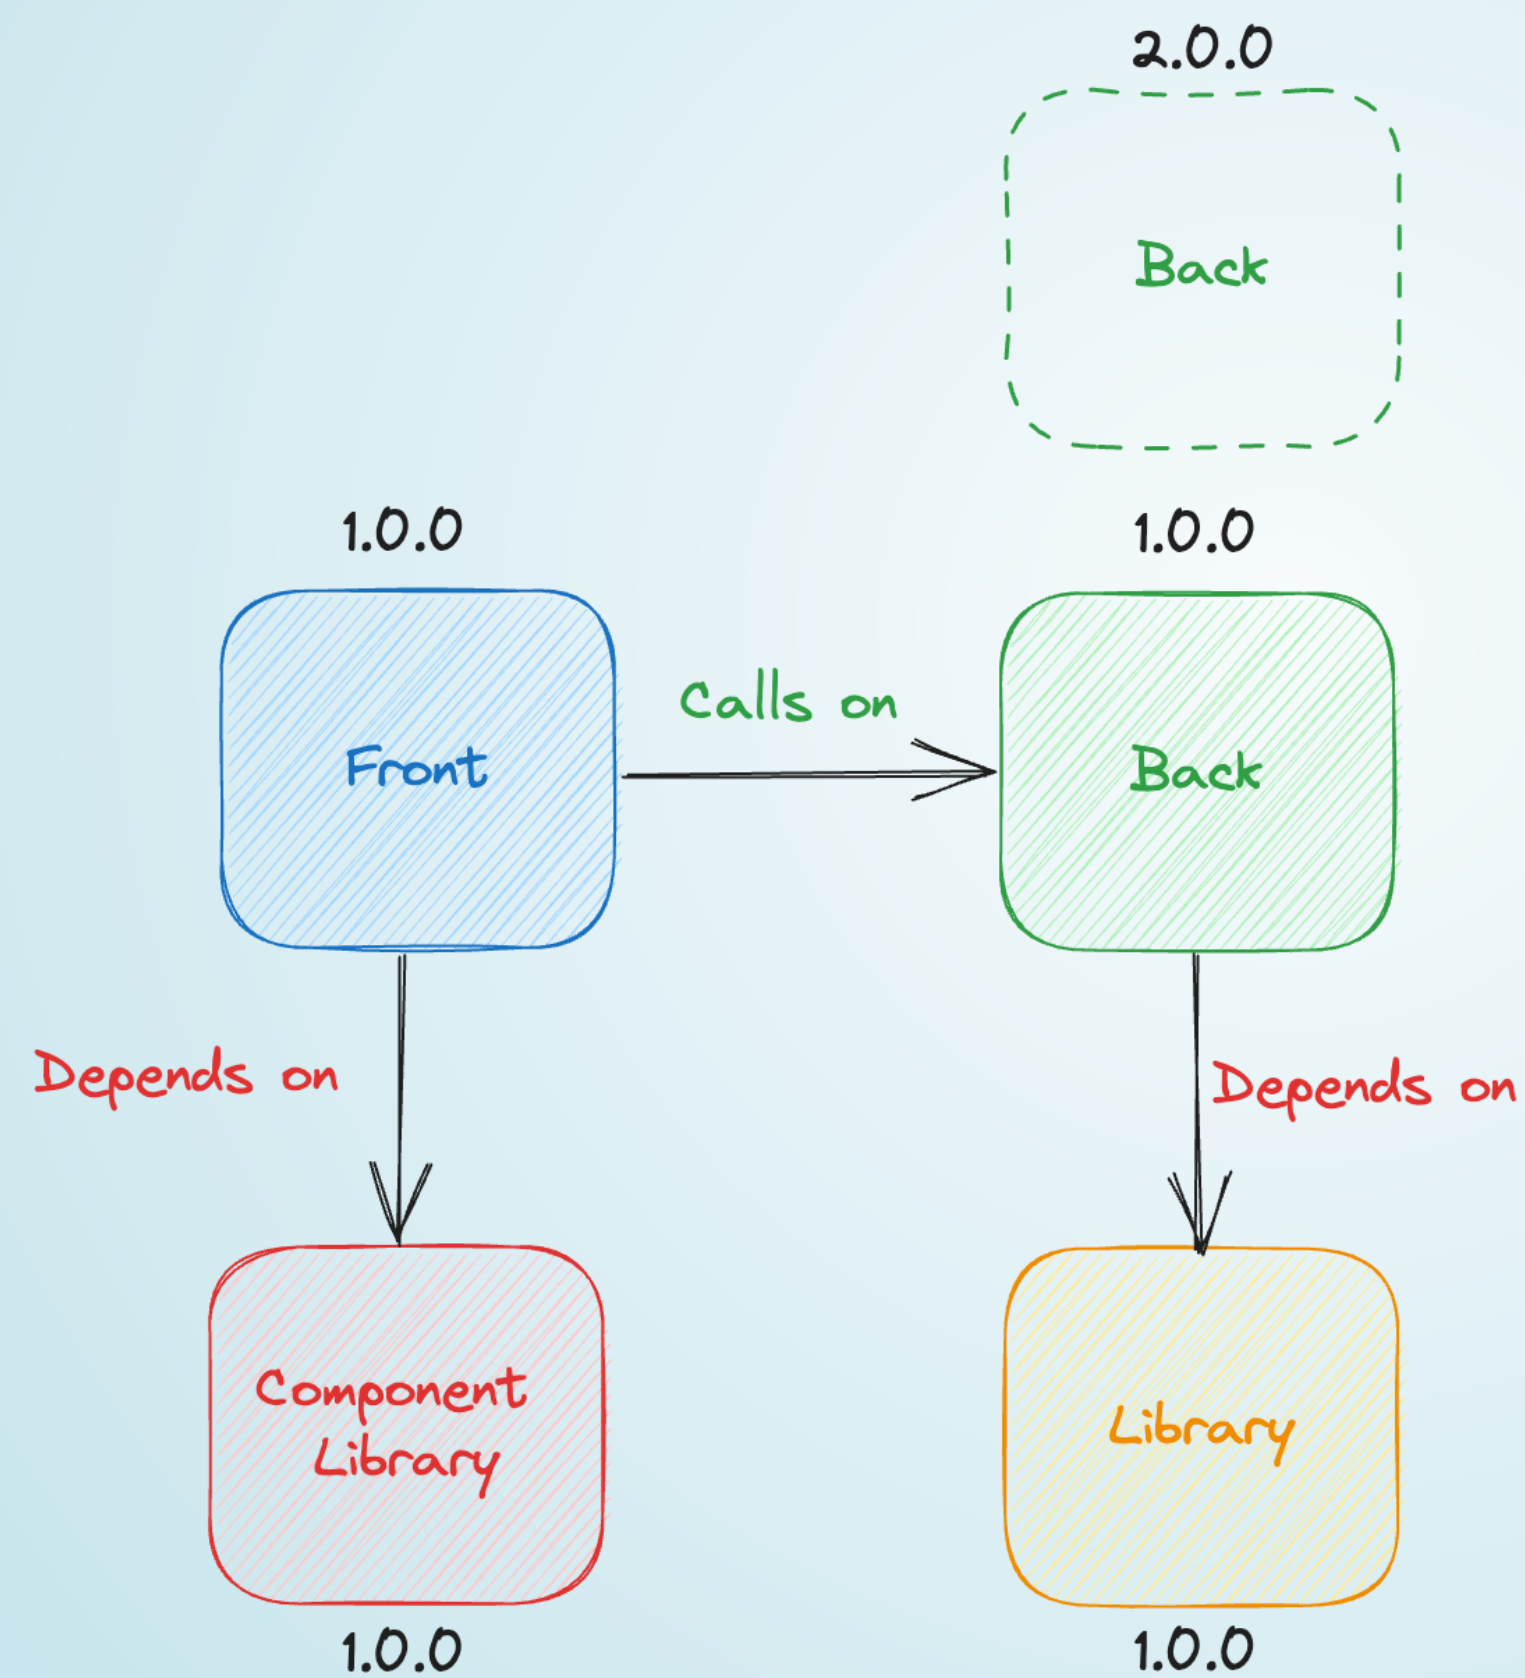 2.0.0
Back
1.0.0
1.0.0
Front
Calls on
Back
Depends on
Depends on
Component
Library
Library
1.0.0
1.0.0